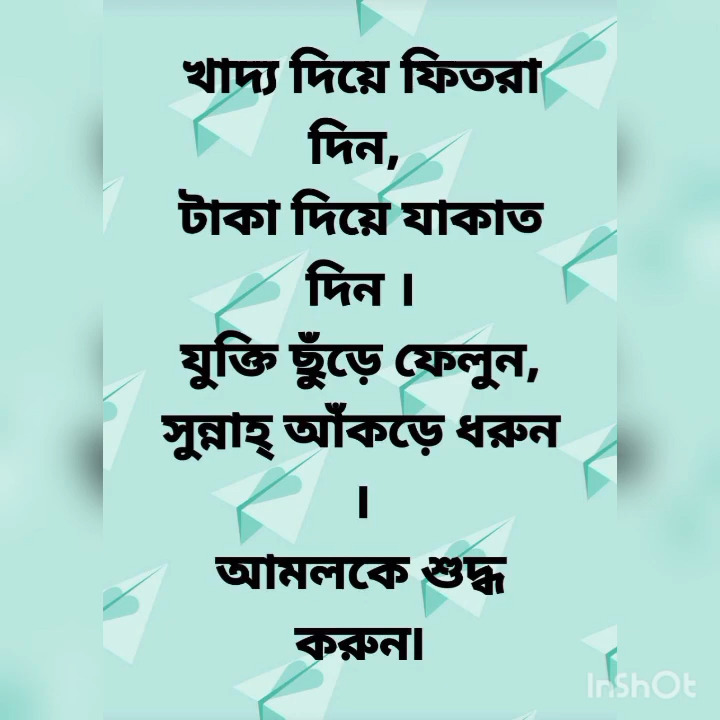 খাদ্য দিয়ে ফিতরা
দিন,
টাকা দিয়ে যাকাত
দিন ।
যুক্তি ছুঁড়ে ফেলুন,
সুন্নাহ্ আঁকড়ে ধরুন
।
আমলকে শুদ্ধ
করুন।
InShOt